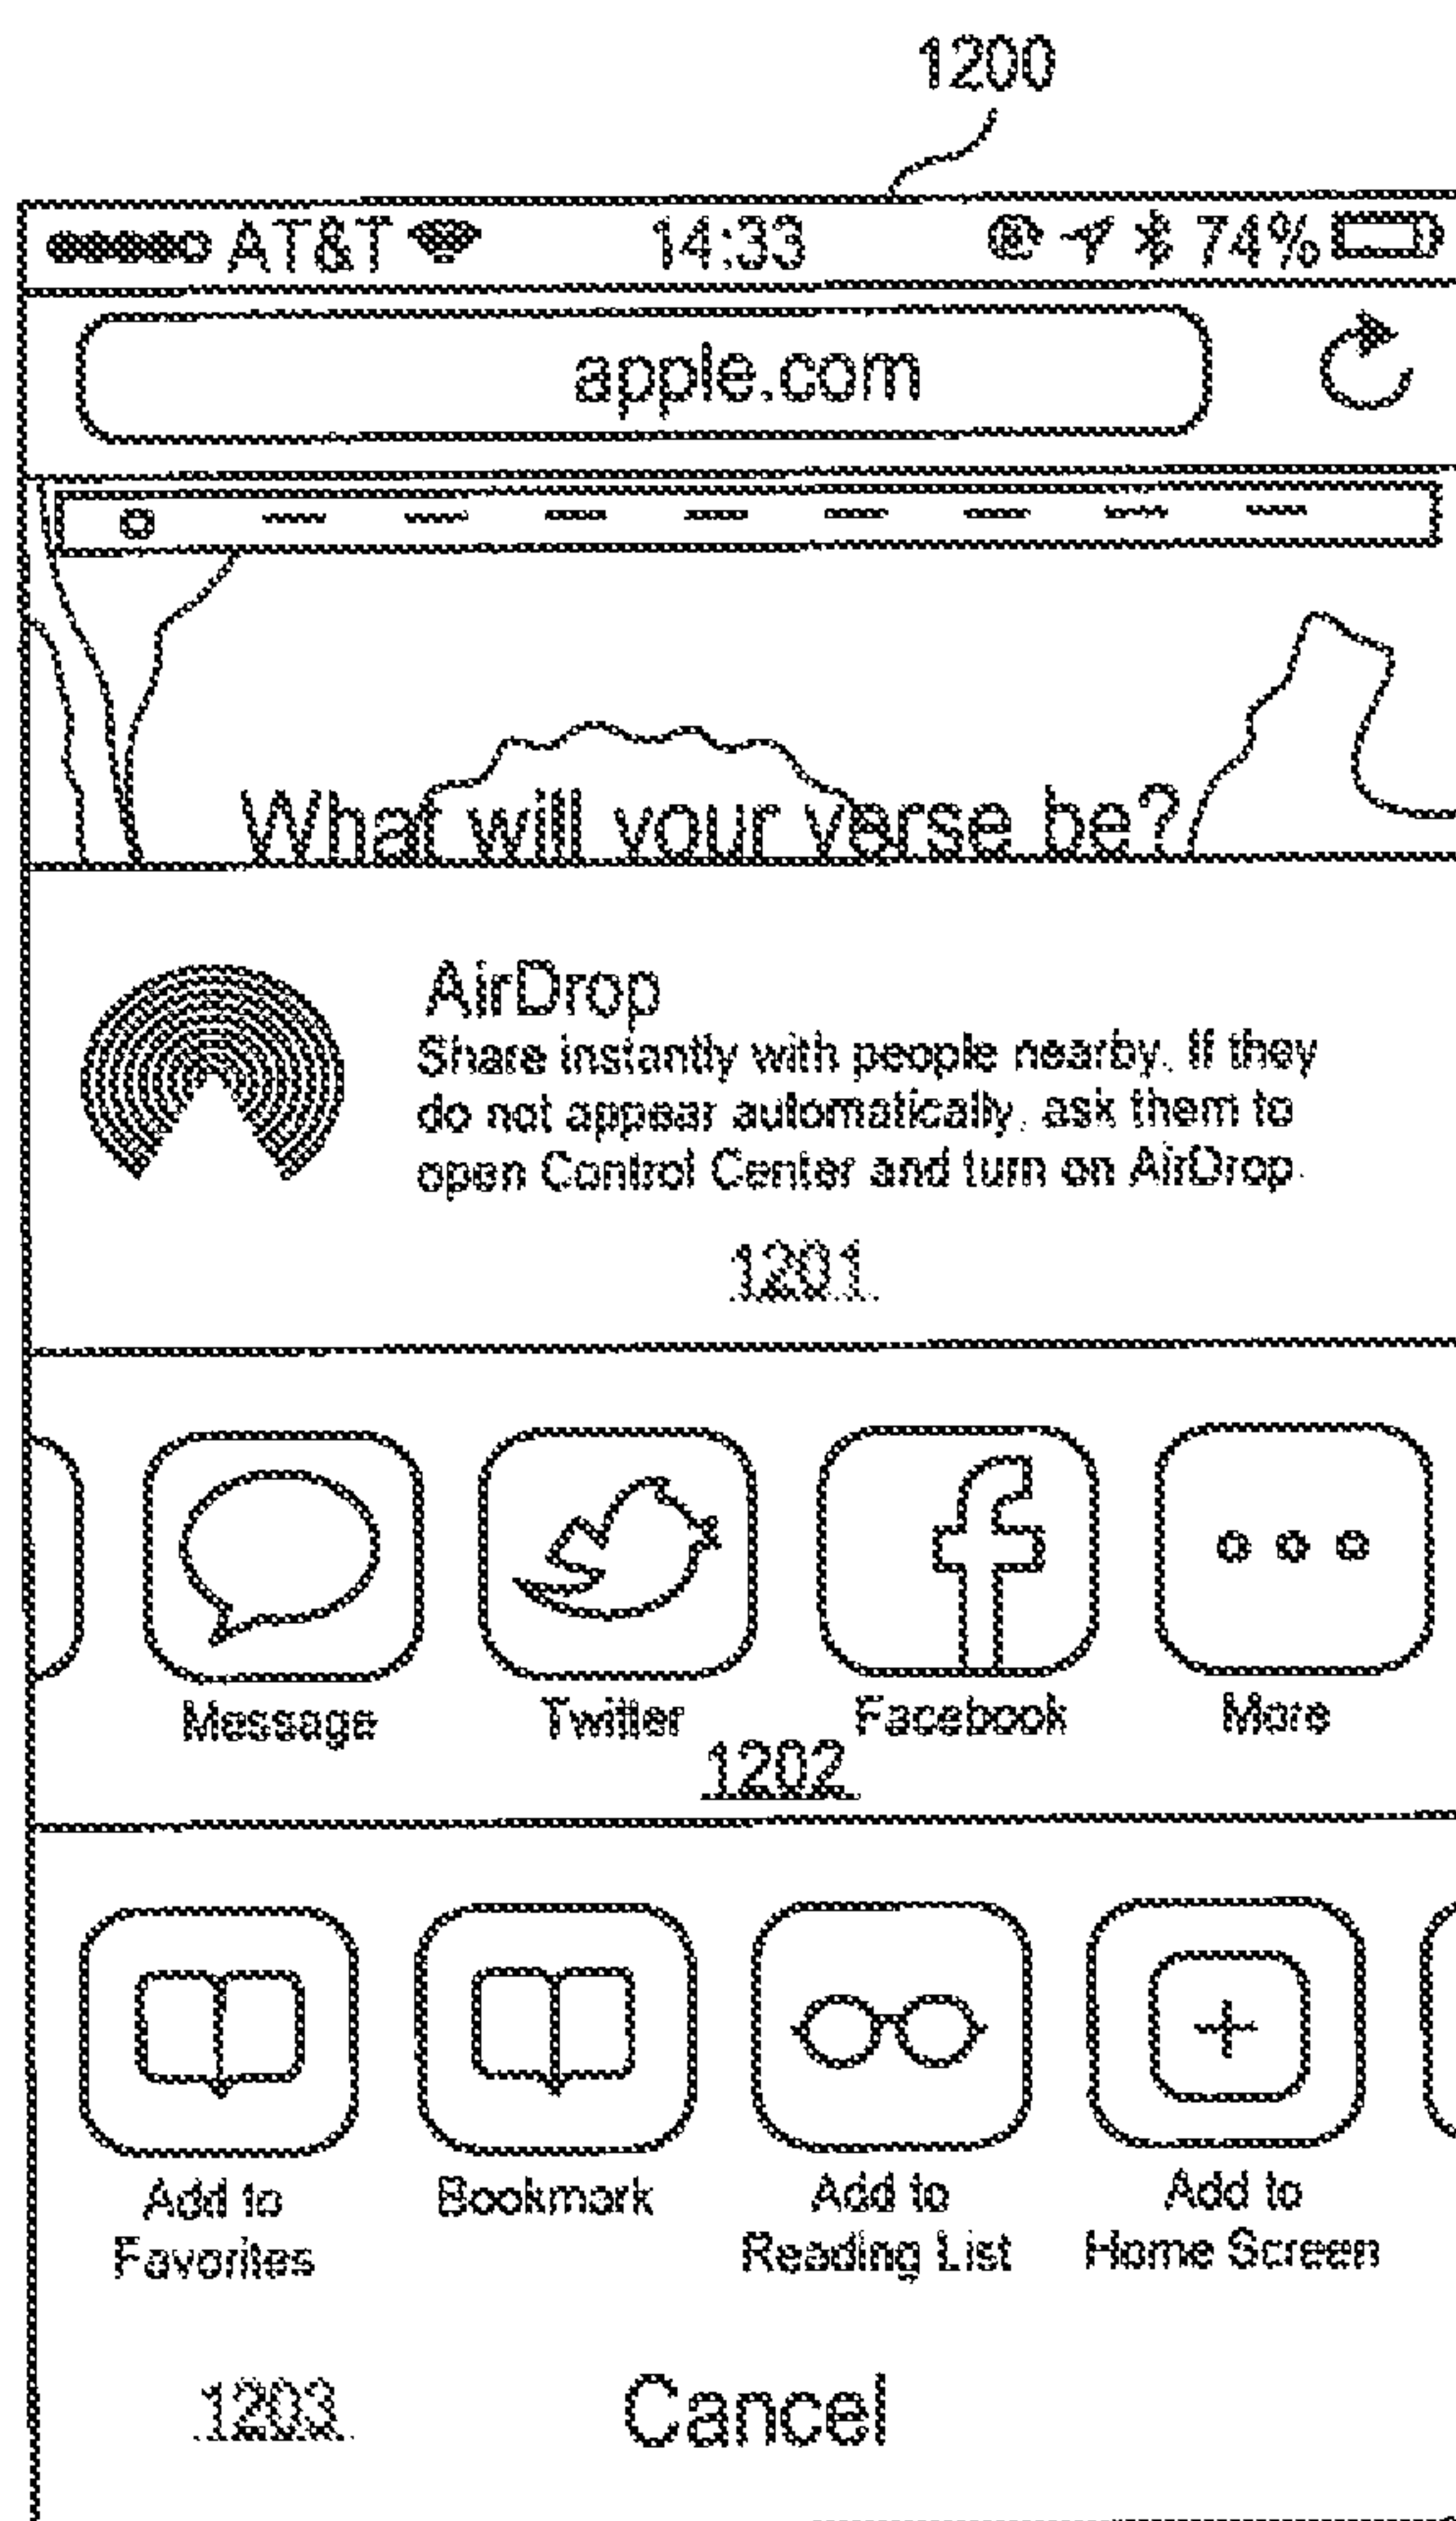 1200
AT&T 14:33 74%
apple.com
What will your verse be?
AirDrop
Share instantly with people nearby. If they
do not appear automatically, ask them to
open Control Center and turn on AirDrop.
1201
Message Twitter Facebook More
1202
Add to Bookmark Add to Add to
Favorites Reading List Home Screen
1203 Cancel